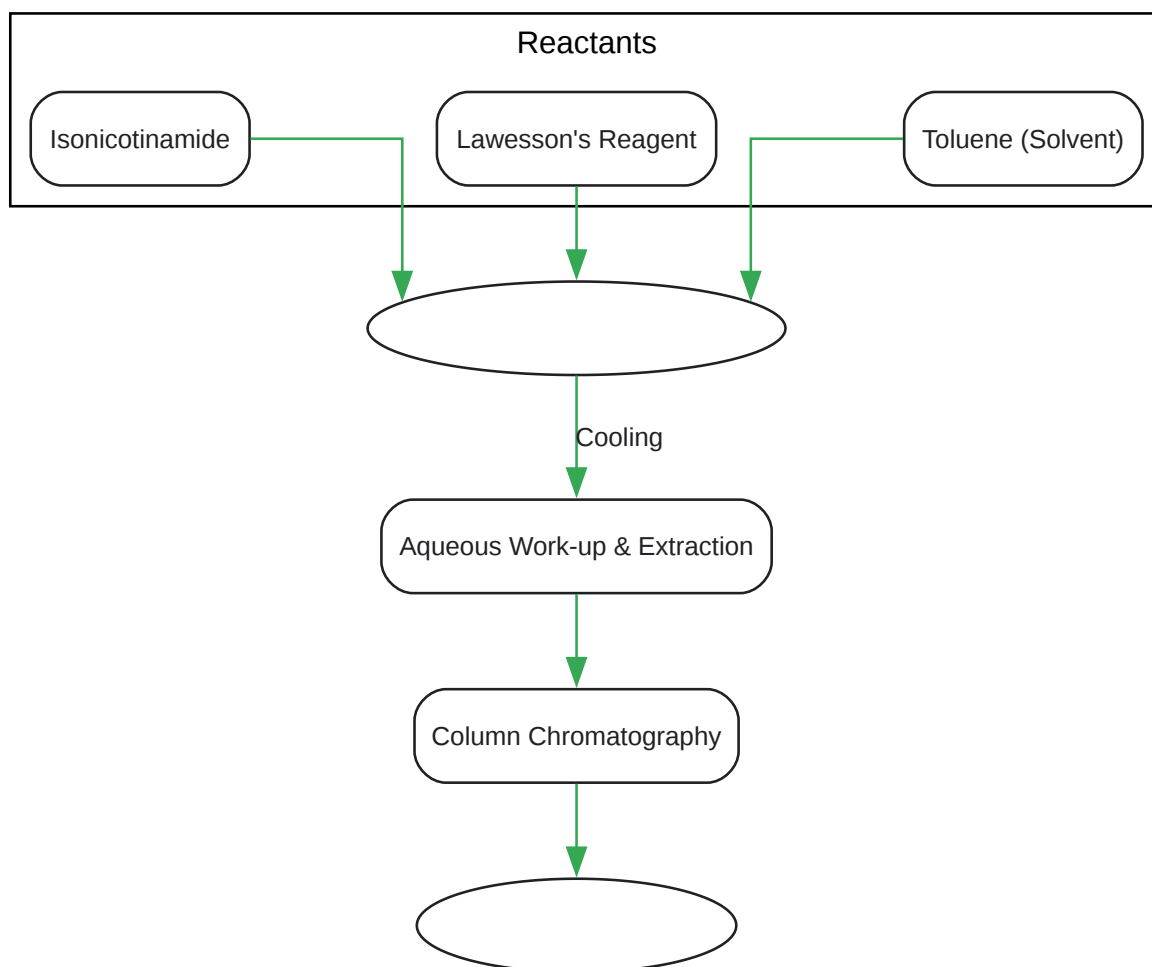 Reactants
Isonicotinamide
Lawesson's Reagent
Toluene (Solvent)
Cooling
Aqueous Work-up & Extraction
Column Chromatography